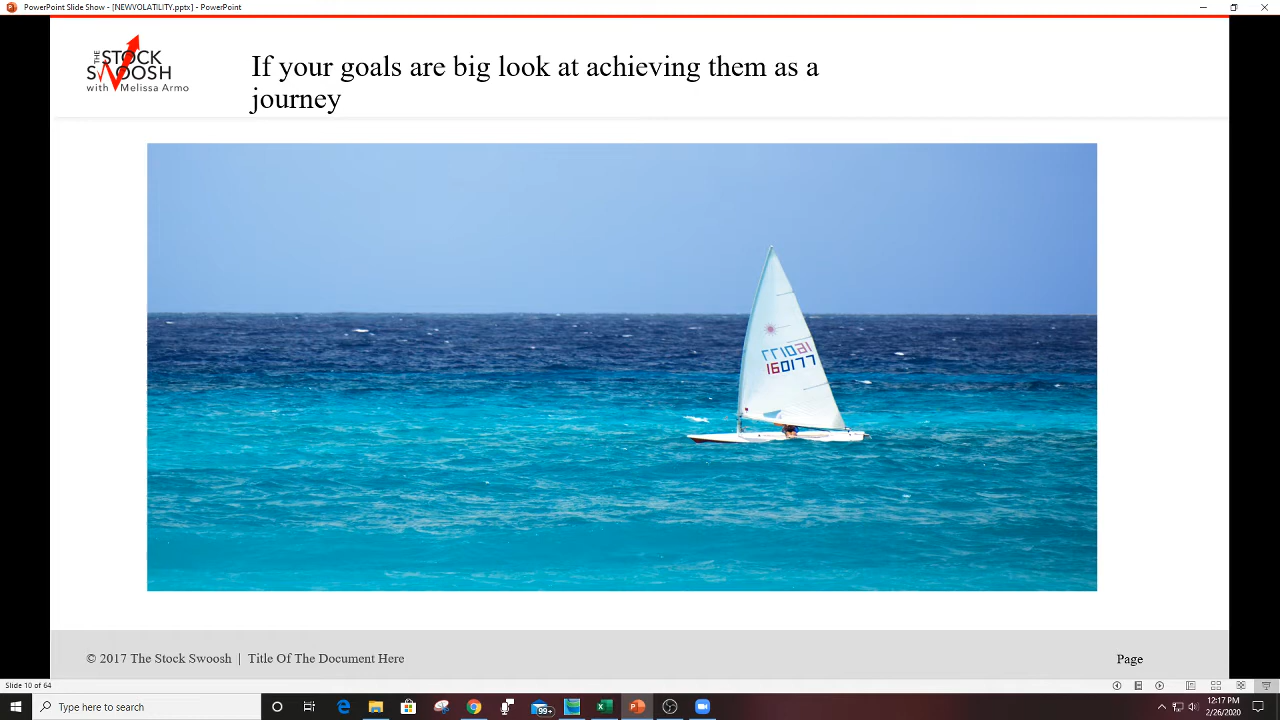 PowerPoint Slide Show - [NEWVOLATILITY.pptx] - PowerPoint
THE STOCK
SWOOSH
with Melissa Armo
If your goals are big look at achieving them as a
journey
160177
© 2017 The Stock Swoosh | Title Of The Document Here
Page
Slide 10 of 64
Type here to search
99+
12:17 PM
2/26/2020